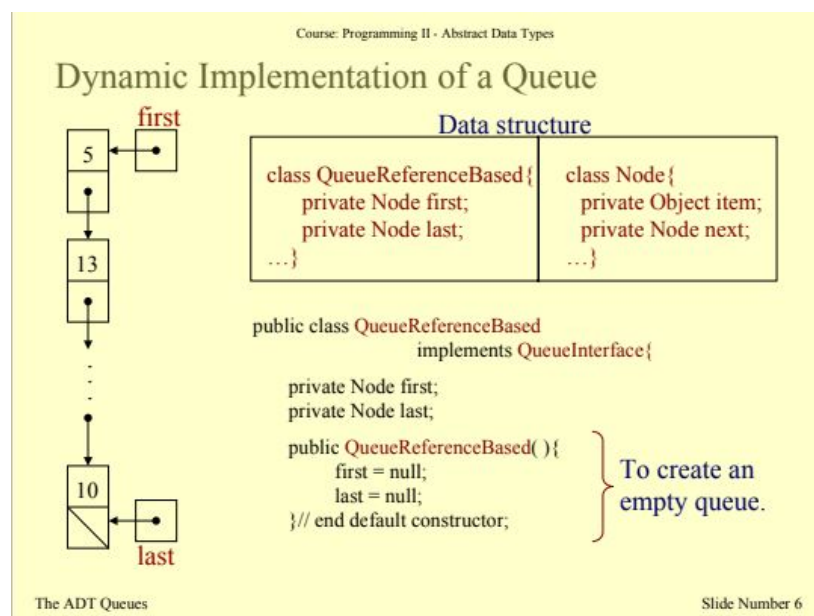 Course: Programming II - Abstract Data Types
Dynamic Implementation of a Queue
first
5
13
10
last
Data structure
class QueueReferenceBased{
private Node first;
private Node last;
…}
class Node{
private Object item;
private Node next;
…}
public class QueueReferenceBased
implements QueueInterface{
private Node first;
private Node last;
public QueueReferenceBased( ){
first = null;
last = null;
}// end default constructor;
To create an
empty queue.
The ADT Queues
Slide Number 6